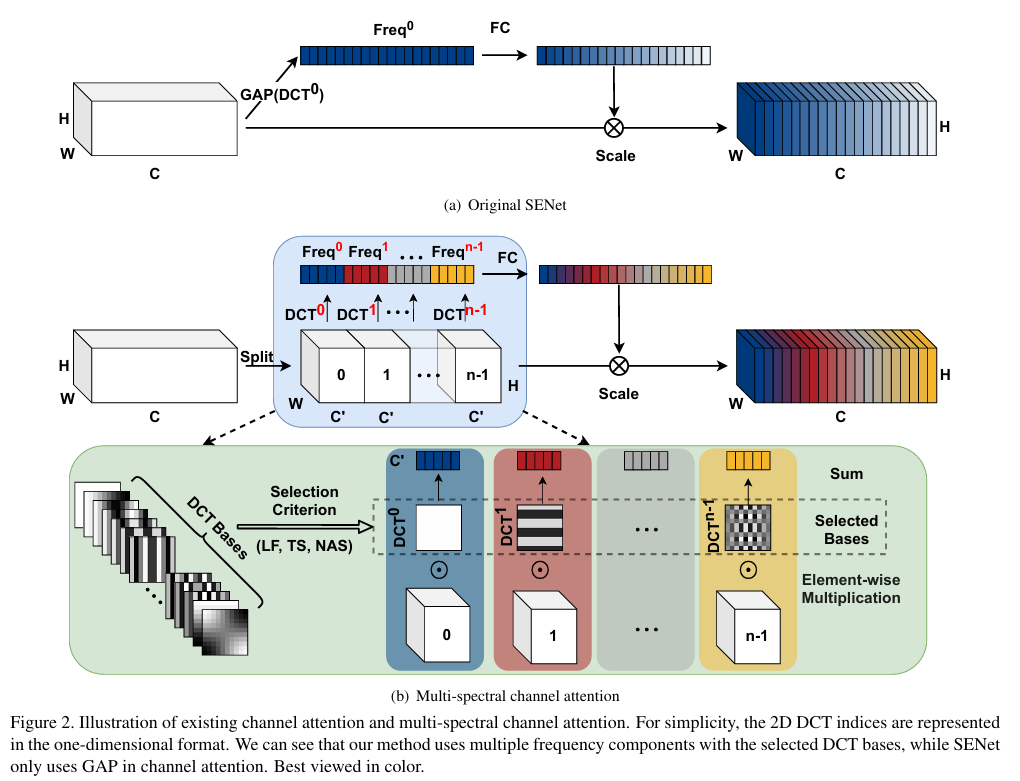 Freq0
FC
GAP(DCT0)
H
W
C
Scale
W
C
H
(a) Original SENet
Freq0 Freq1 ... Freqn-1
FC
DCT0 DCT1 ... DCTn-1
Split
H
W
C
0 1 ... n-1
W
H
C' C' C'
Scale
W
C
H
DCT Bases
...
Selection
Criterion
(LF, TS, NAS)
C'
Sum
DCT0
DCT1
...
DCTn-1
Selected
Bases
Element-wise
Multiplication
0
1
...
n-1
(b) Multi-spectral channel attention
Figure 2. Illustration of existing channel attention and multi-spectral channel attention. For simplicity, the 2D DCT indices are represented
in the one-dimensional format. We can see that our method uses multiple frequency components with the selected DCT bases, while SENet
only uses GAP in channel attention. Best viewed in color.